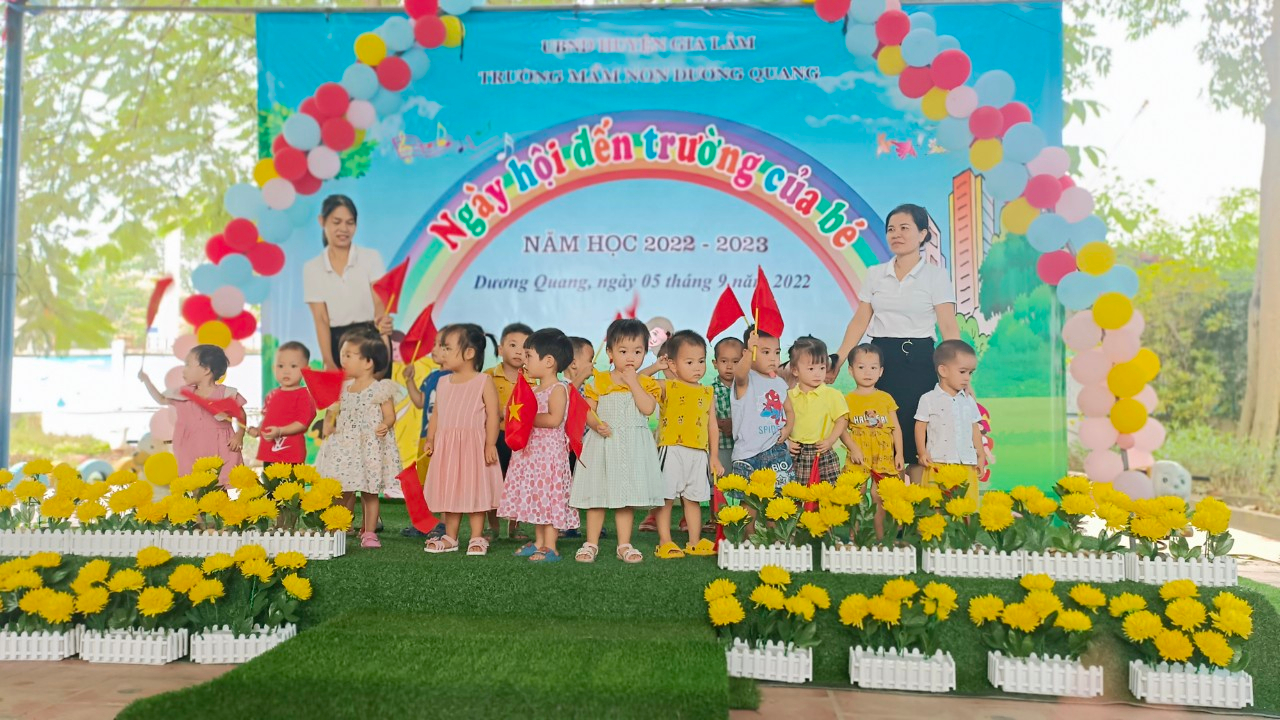 UBND HUYỆN GIA LÂM
TRƯỜNG MẦM NON DƯƠNG QUANG
Ngày hội đến trường của bé
NĂM HỌC 2022 - 2023
Dương Quang, ngày 05 tháng 9 năm 2022